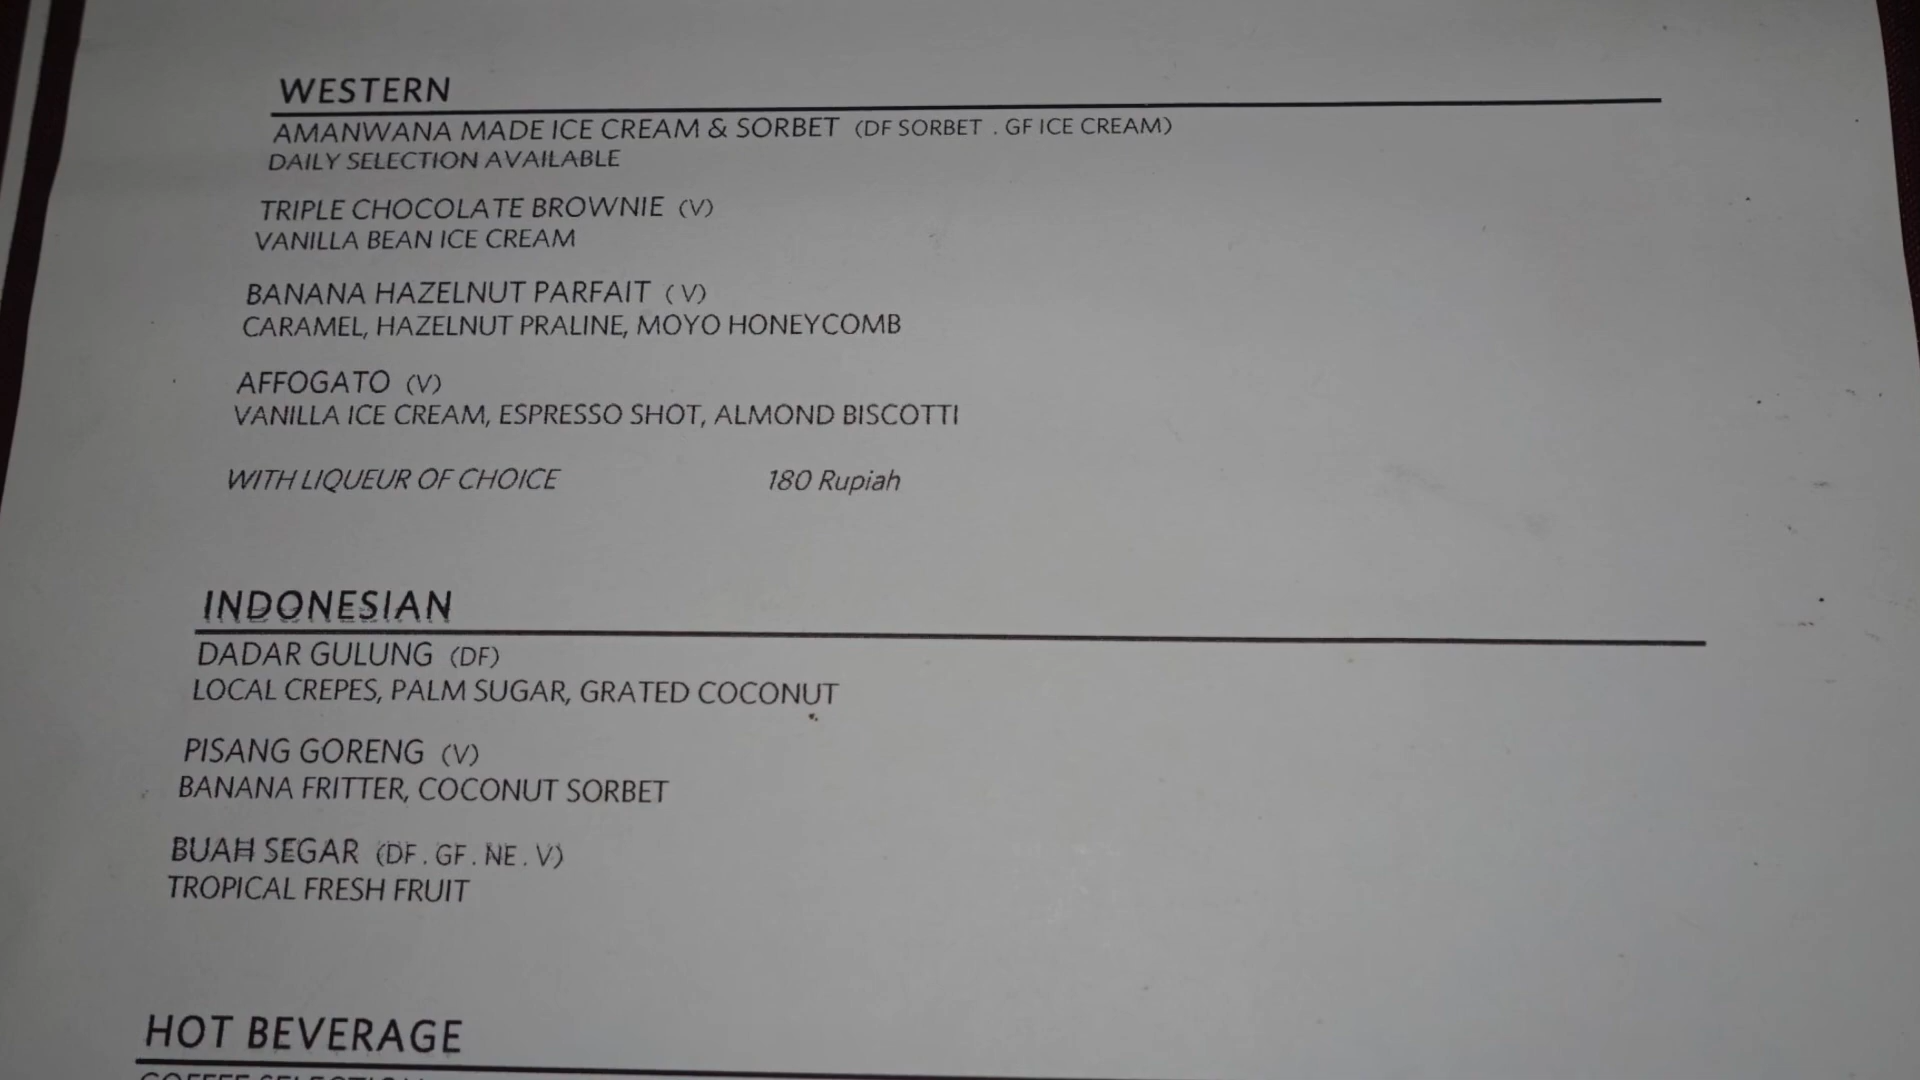 WESTERN
AMANWANA MADE ICE CREAM & SORBET (DF SORBET . GF ICE CREAM)
DAILY SELECTION AVAILABLE
TRIPLE CHOCOLATE BROWNIE (V)
VANILLA BEAN ICE CREAM
BANANA HAZELNUT PARFAIT (V)
CARAMEL, HAZELNUT PRALINE, MOYO HONEYCOMB
AFFOGATO (V)
VANILLA ICE CREAM, ESPRESSO SHOT, ALMOND BISCOTTI
WITH LIQUEUR OF CHOICE 180 Rupiah
INDONESIAN
DADAR GULUNG (DF)
LOCAL CREPES, PALM SUGAR, GRATED COCONUT
PISANG GORENG (V)
BANANA FRITTER, COCONUT SORBET
BUAH SEGAR (DF . GF . NE . V)
TROPICAL FRESH FRUIT
HOT BEVERAGE
COFFEE SELECTION